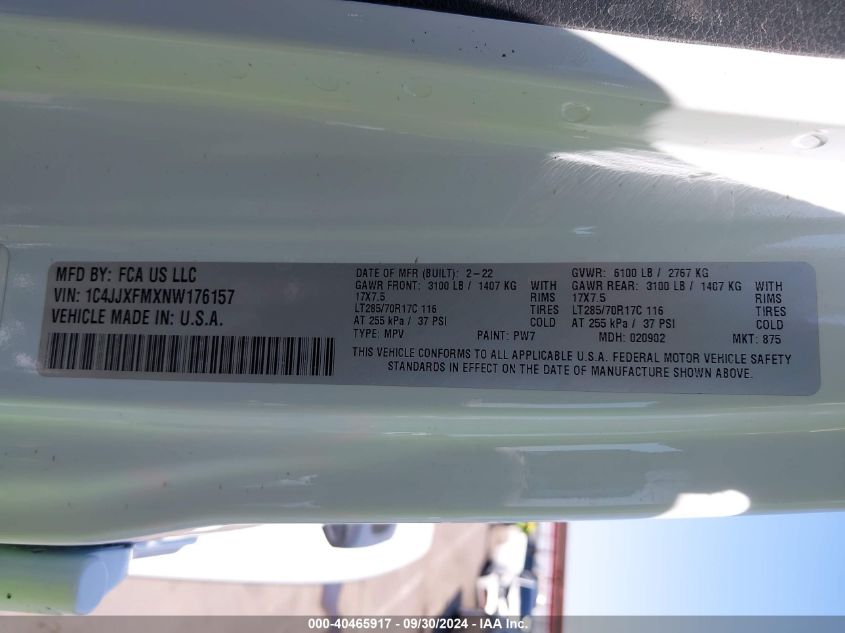 MFD BY: FCA US LLC
VIN: 1C4JJXFMXNW176157
VEHICLE MADE IN: U.S.A.
DATE OF MFR (BUILT): 2-22
GAWR FRONT: 3100 LB / 1407 KG WITH
17X7.5 RIMS
LT285/70R17C 116 TIRES
AT 255 kPa / 37 PSI COLD
TYPE: MPV PAINT: PW7
GVWR: 6100 LB / 2767 KG
GAWR REAR: 3100 LB / 1407 KG WITH
17X7.5 RIMS
LT285/70R17C 116 TIRES
AT 255 kPa / 37 PSI COLD
MDH: 020902 MKT: 875
THIS VEHICLE CONFORMS TO ALL APPLICABLE U.S.A. FEDERAL MOTOR VEHICLE SAFETY
STANDARDS IN EFFECT ON THE DATE OF MANUFACTURE SHOWN ABOVE.
000-40465917 - 09/30/2024 - IAA Inc.